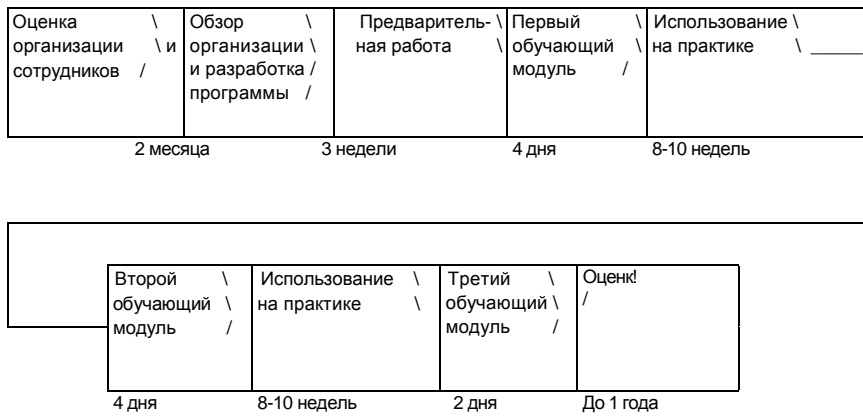 Оценка \
организации \ и
сотрудников /
Обзор \
организации \
и разработка /
программы /
Предваритель- \
ная работа \
Первый \
обучающий \
модуль /
Использование \
на практике \ ______
2 месяца
3 недели
4 дня
8-10 недель
Второй \
обучающий \
модуль /
Использование \
на практике \
Третий \
обучающий \
модуль /
Оценк!
/
4 дня
8-10 недель
2 дня
До 1 года